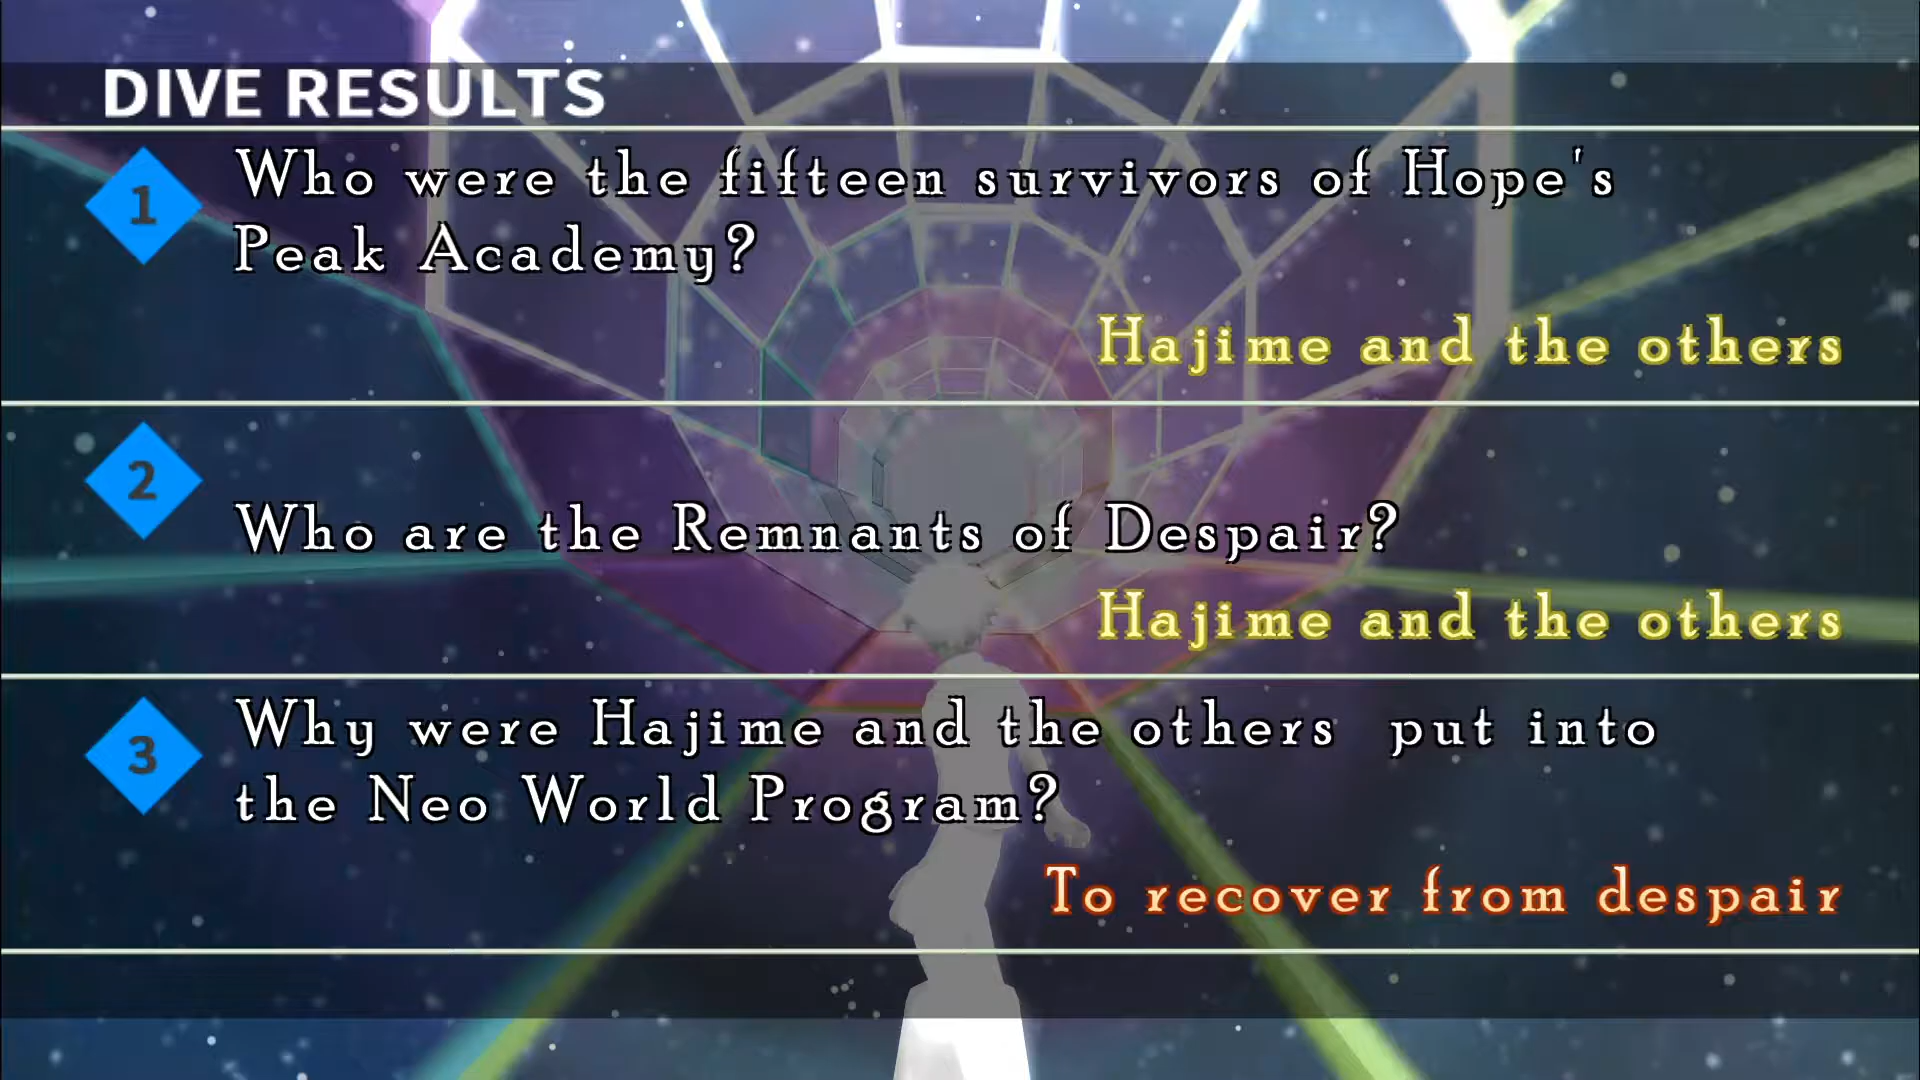 DIVE RESULTS
1
Who were the fifteen survivors of Hope's
Peak Academy?
Hajime and the others
2
Who are the Remnants of Despair?
Hajime and the others
3
Why were Hajime and the others put into
the Neo World Program?
To recover from despair